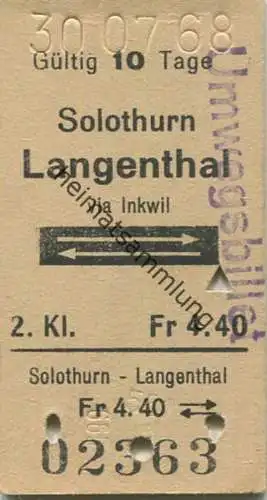 30 07 68
Gültig 10 Tage
Umwegsbillet
Solothurn
Langenthal
via Inkwil
heimatsammlung
2. Kl. Fr 4.40
Solothurn - Langenthal
Fr 4.40
02363